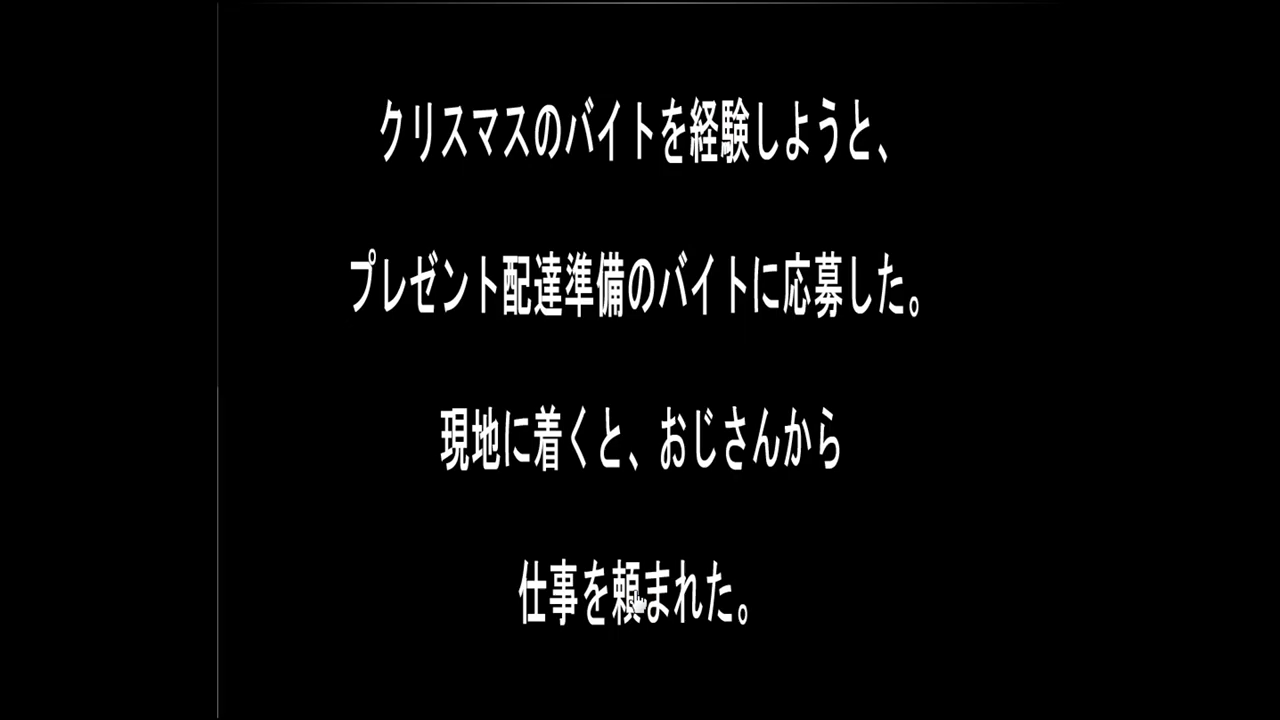 クリスマスのバイトを経験しようと、
プレゼント配達準備のバイトに応募した。
現地に着くと、おじさんから
仕事を頼まれた。